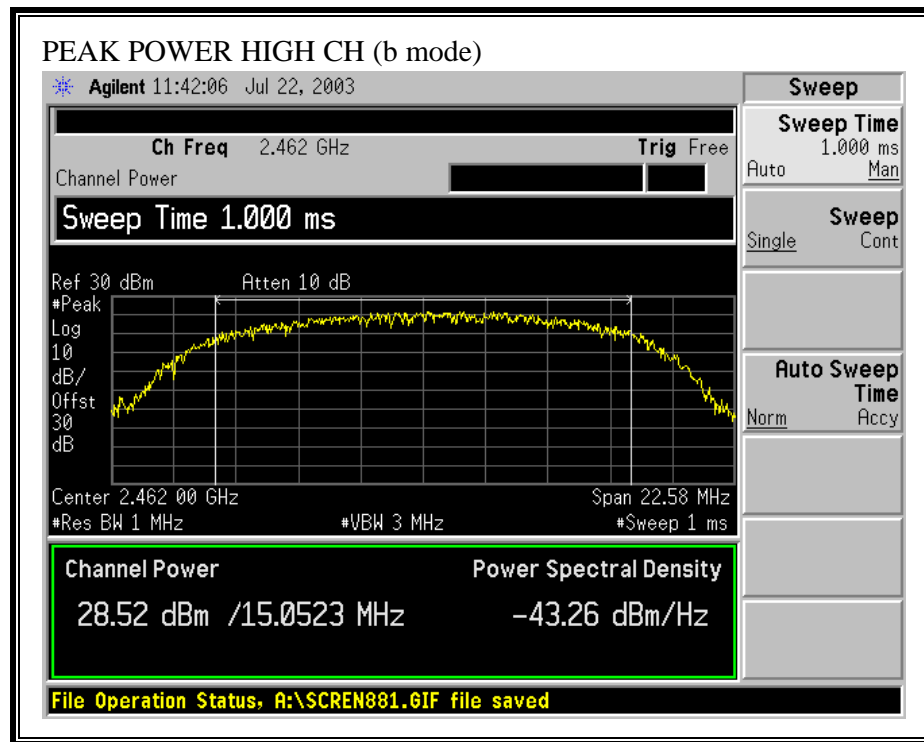 PEAK POWER HIGH CH (b mode)
Agilent 11:42:06 Jul 22, 2003
Sweep
Ch Freq 2.462 GHz Trig Free
Channel Power
Sweep Time 1.000 ms
Sweep Time
1.000 ms
Auto Man
Sweep
Single Cont
Auto Sweep
Time
Norm Accy
Ref 30 dBm Atten 10 dB
#Peak
Log
10
dB/
Offst
30
dB
Center 2.462 00 GHz Span 22.58 MHz
#Res BW 1 MHz #VBW 3 MHz #Sweep 1 ms
Channel Power Power Spectral Density
28.52 dBm /15.0523 MHz -43.26 dBm/Hz
File Operation Status, A:\SCREN881.GIF file saved